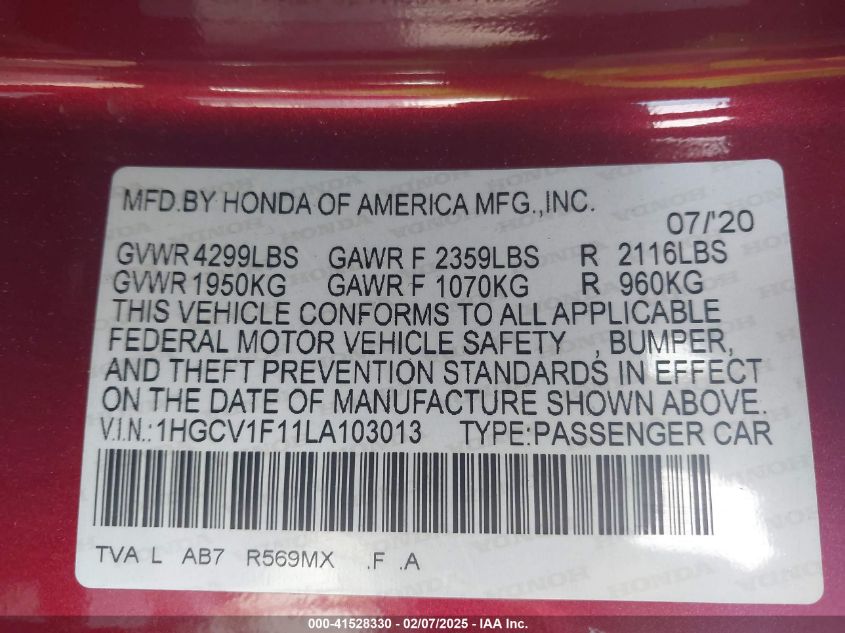 MFD.BY HONDA OF AMERICA MFG.,INC.
07/'20
GVWR 4299LBS GAWR F 2359LBS R 2116LBS
GVWR 1950KG GAWR F 1070KG R 960KG
THIS VEHICLE CONFORMS TO ALL APPLICABLE
FEDERAL MOTOR VEHICLE SAFETY , BUMPER,
AND THEFT PREVENTION STANDARDS IN EFFECT
ON THE DATE OF MANUFACTURE SHOWN ABOVE.
V.I.N.:1HGCV1F11LA103013 TYPE:PASSENGER CAR
TVA L AB7 R569MX .F .A
000-41528330 - 02/07/2025 - IAA Inc.